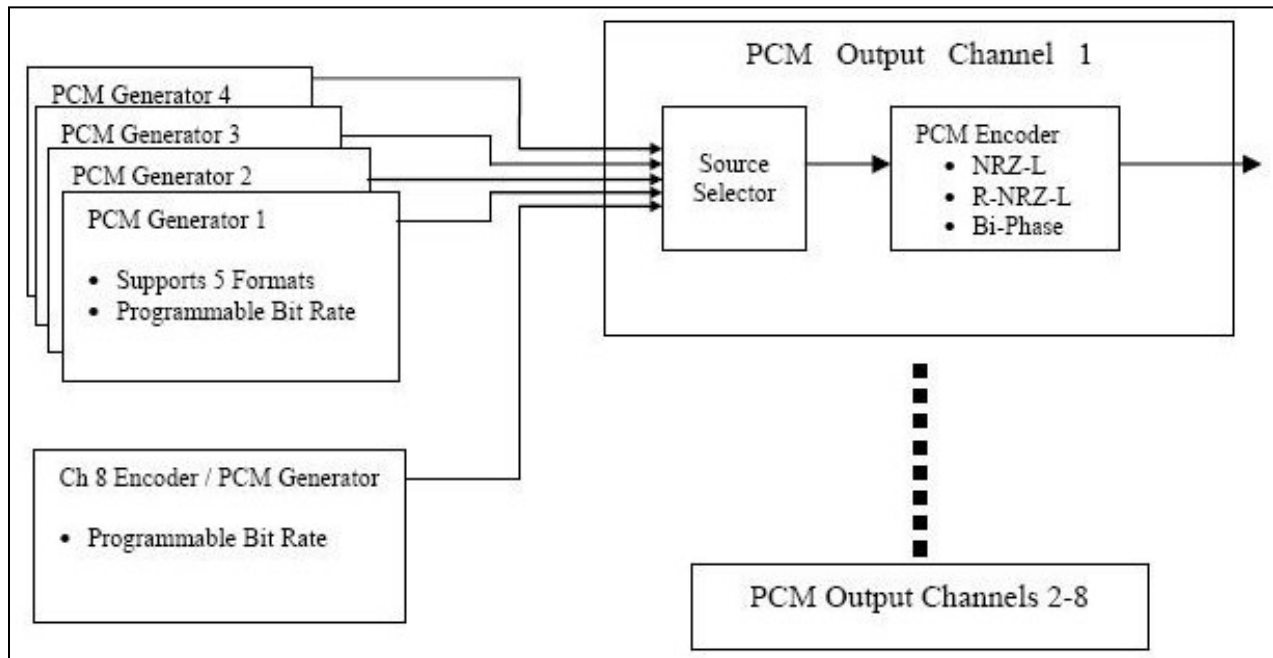 PCM Generator 4
PCM Generator 3
PCM Generator 2
PCM Generator 1
• Supports 5 Formats
• Programmable Bit Rate
Ch 8 Encoder / PCM Generator
• Programmable Bit Rate
PCM Output Channel 1
Source
Selector
PCM Encoder
• NRZ-L
• R-NRZ-L
• Bi-Phase
PCM Output Channels 2-8